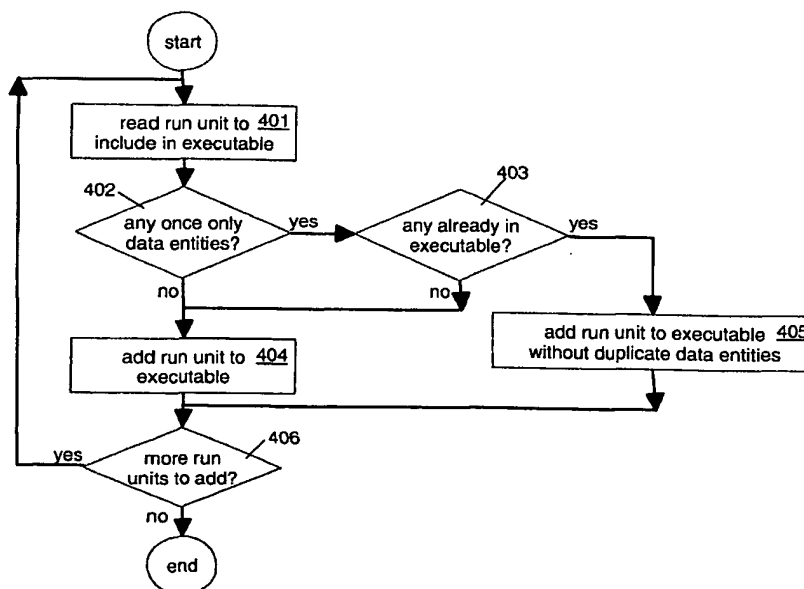 start
read run unit to 401
include in executable
402
403
any once only
data entities?
yes
any already in
executable?
yes
no
no
add run unit to 404
executable
add run unit to executable 405
without duplicate data entities
406
yes
more run
units to add?
no
end